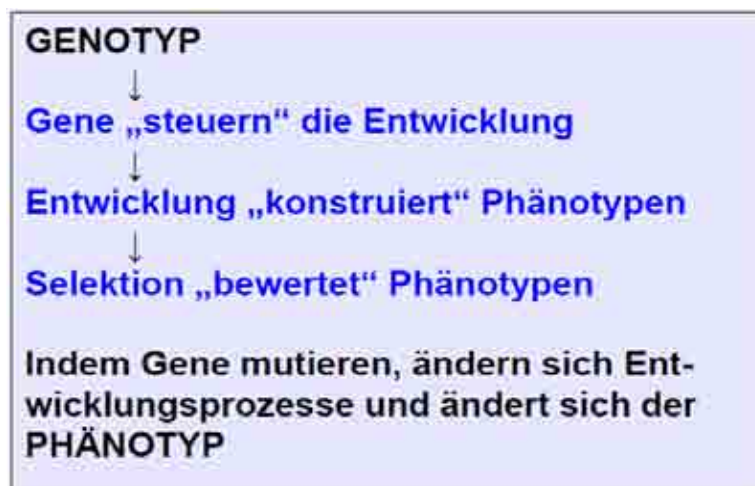 GENOTYP
↓
Gene „steuern“ die Entwicklung
↓
Entwicklung „konstruiert“ Phänotypen
↓
Selektion „bewertet“ Phänotypen
Indem Gene mutieren, ändern sich Ent-
wicklungsprozesse und ändert sich der
PHÄNOTYP